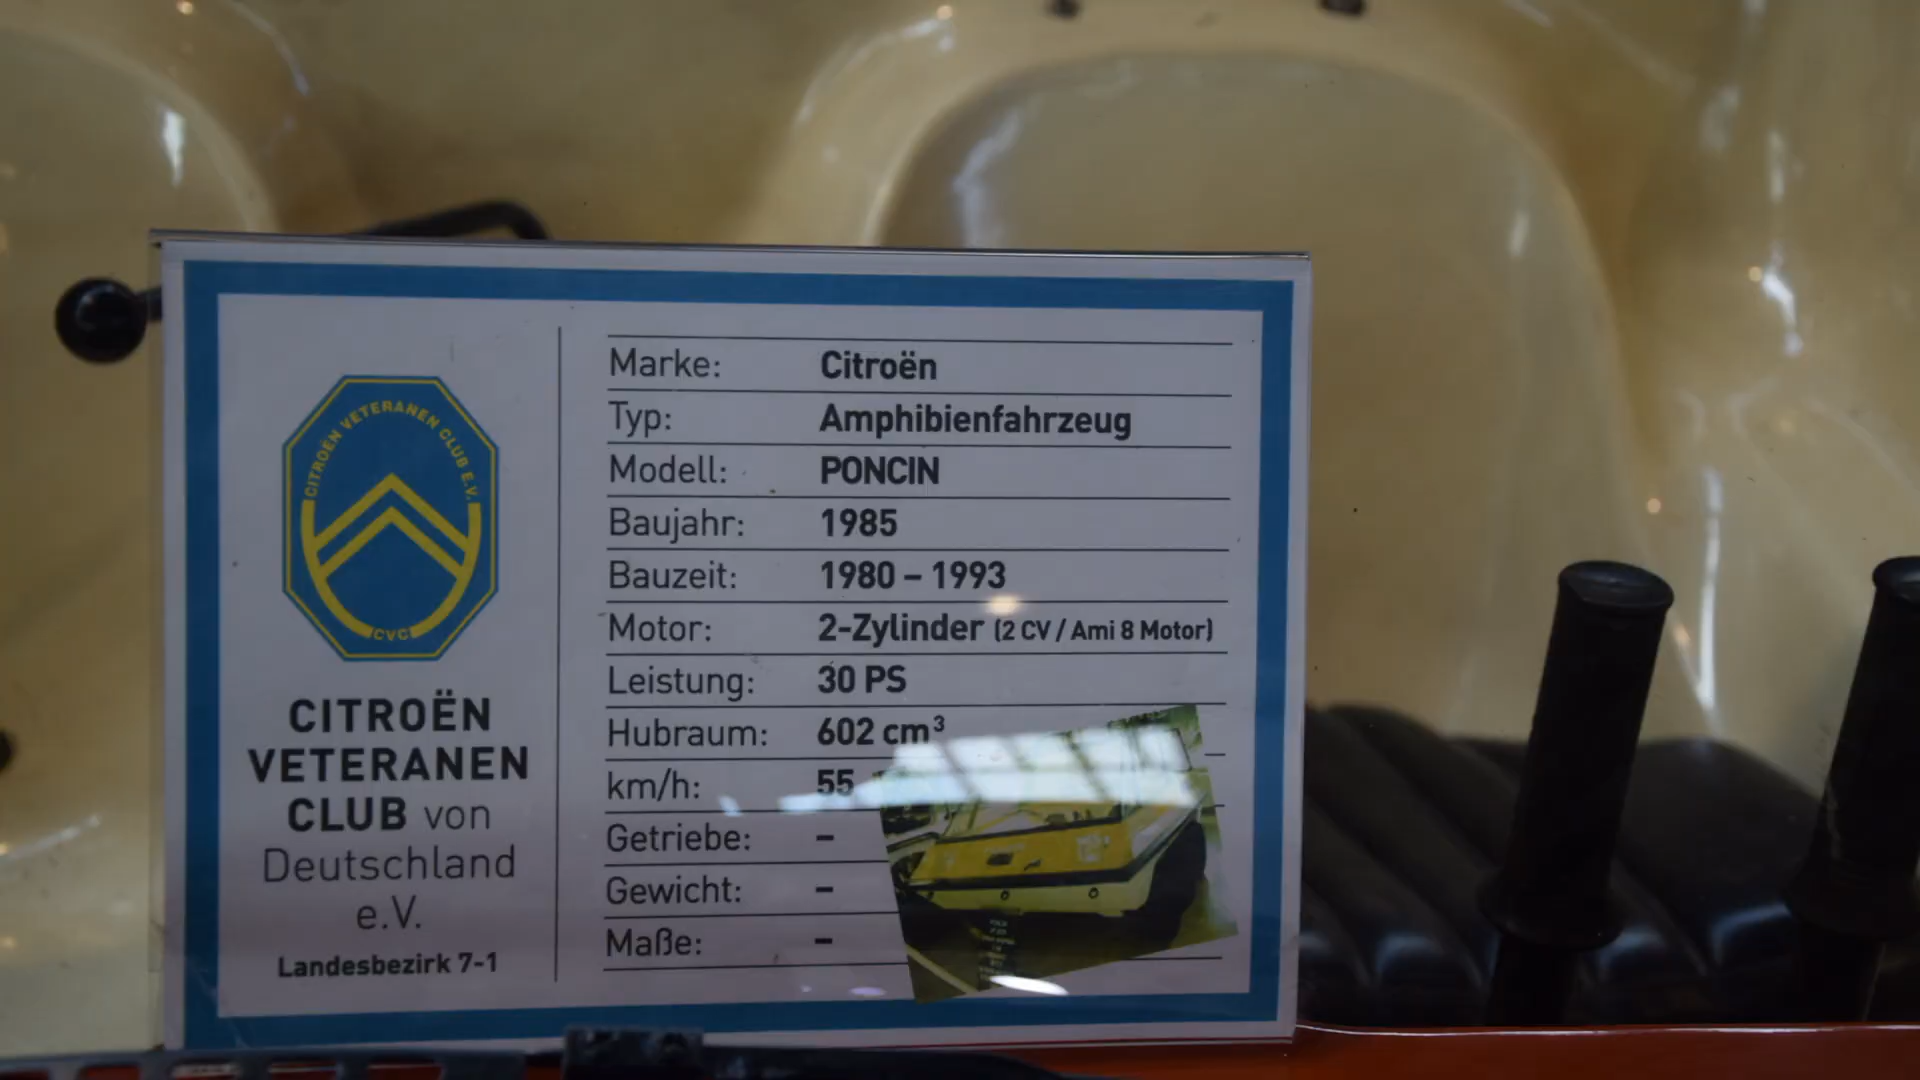 CITROËN VETERANEN CLUB E.V.
CVC
CITROËN
VETERANEN
CLUB von
Deutschland
e.V.
Landesbezirk 7-1
Marke: Citroën
Typ: Amphibienfahrzeug
Modell: PONCIN
Baujahr: 1985
Bauzeit: 1980 – 1993
Motor: 2-Zylinder (2 CV / Ami 8 Motor)
Leistung: 30 PS
Hubraum: 602 cm³
km/h: 55
Getriebe: –
Gewicht: –
Maße: –